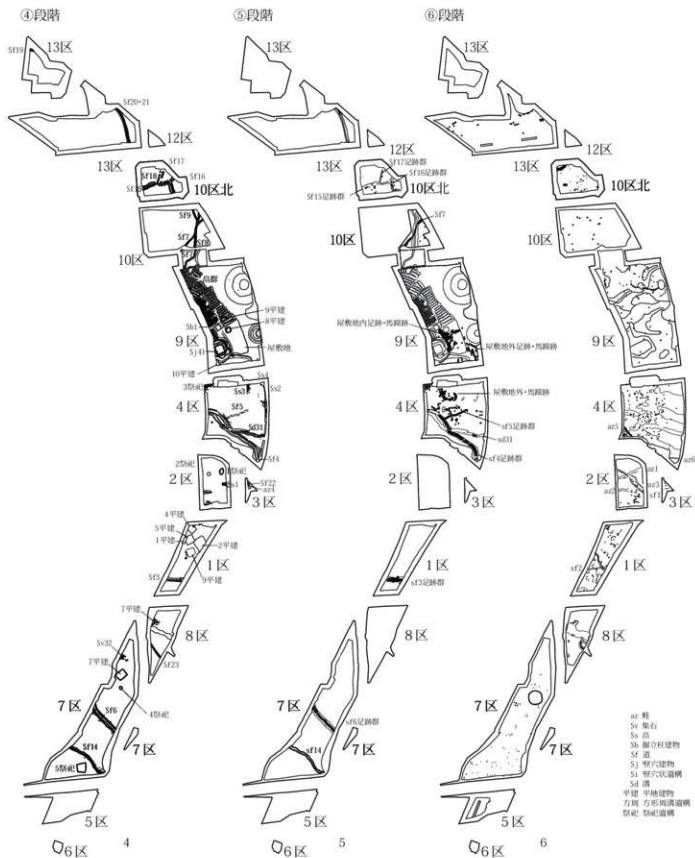 ④段階
Sf19
13区
Sf20・21
12区
13区
Sf17
Sf18
Sf16
10区北
Sf9
Sf7
10区
畠群
9平建
8平建
Sb1
9区
Sj41
屋敷地
10平建
3祭祀
Ss3
Ss2
4区
Sf5
Sd31
Sf4
2祭祀
2区
Ss1
Sf22
az4
3区
4平建
5平建
1平建
2平建
1区
Sf3
9平建
7平建
8区
Sv32
7平建
Sf23
4祭祀
7区
Sf6
7区
Sf14
5祭祀
5区
6区
4
⑤段階
13区
12区
13区
Sf17足跡群
Sf16足跡群
Sf15足跡群
10区北
Sf7
10区
屋敷地内足跡・馬蹄跡
9区
屋敷地外足跡・馬蹄跡
屋敷地外・馬蹄跡
4区
sf5足跡群
sd31
sf4足跡群
2区
3区
1区
sf3足跡群
8区
7区
sf6足跡群
7区
sf14
5区
6区
5
⑥段階
13区
12区
13区
10区北
10区
9区
4区
az5
az6
2区
az1
az2
az3
sf1
3区
sf2
1区
8区
7区
7区
5区
6区
6
az 畦
Sv 集石
Ss 畠
Sb 掘立柱建物
Sf 道
Sj 竪穴建物
Si 竪穴状遺構
Sd 溝
平建 平地建物
方周 方形周溝遺構
祭祀 祭祀遺構